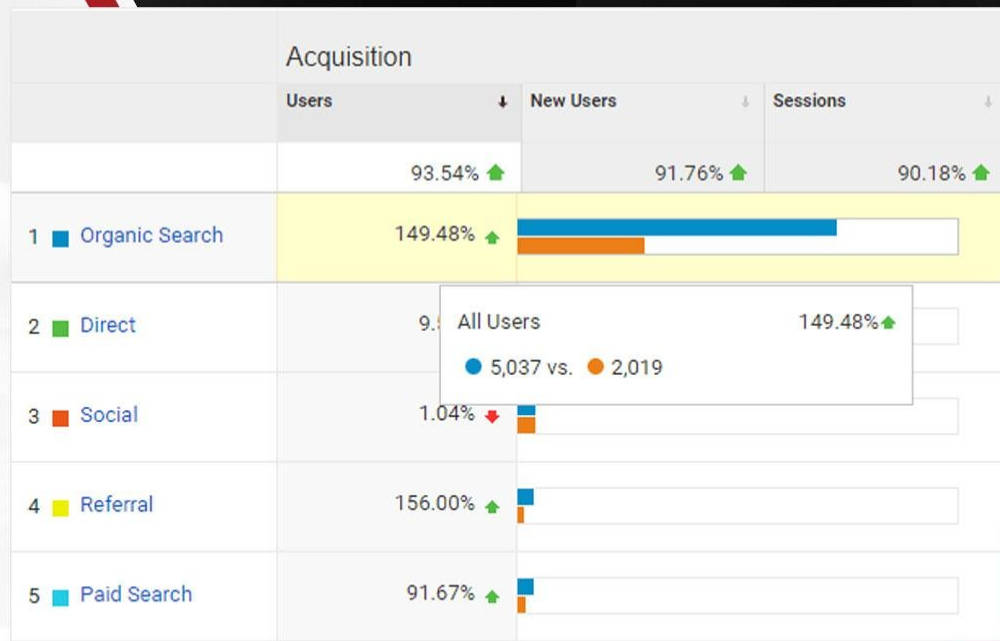 Acquisition
Users New Users Sessions
93.54% 91.76% 90.18%
1 Organic Search 149.48%
2 Direct 9.
All Users 149.48%
5,037 vs. 2,019
3 Social 1.04%
4 Referral 156.00%
5 Paid Search 91.67%